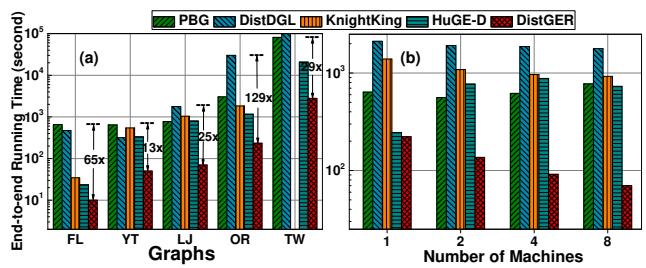 PBG DistDGL KnightKing HuGE-D DistGER
End-to-end Running Time (second)
10^5
10^4
10^3
10^2
10^1
(a)
65x
13x
25x
129x
29x
FL YT LJ OR TW
Graphs
(b)
10^3
10^2
1 2 4 8
Number of Machines